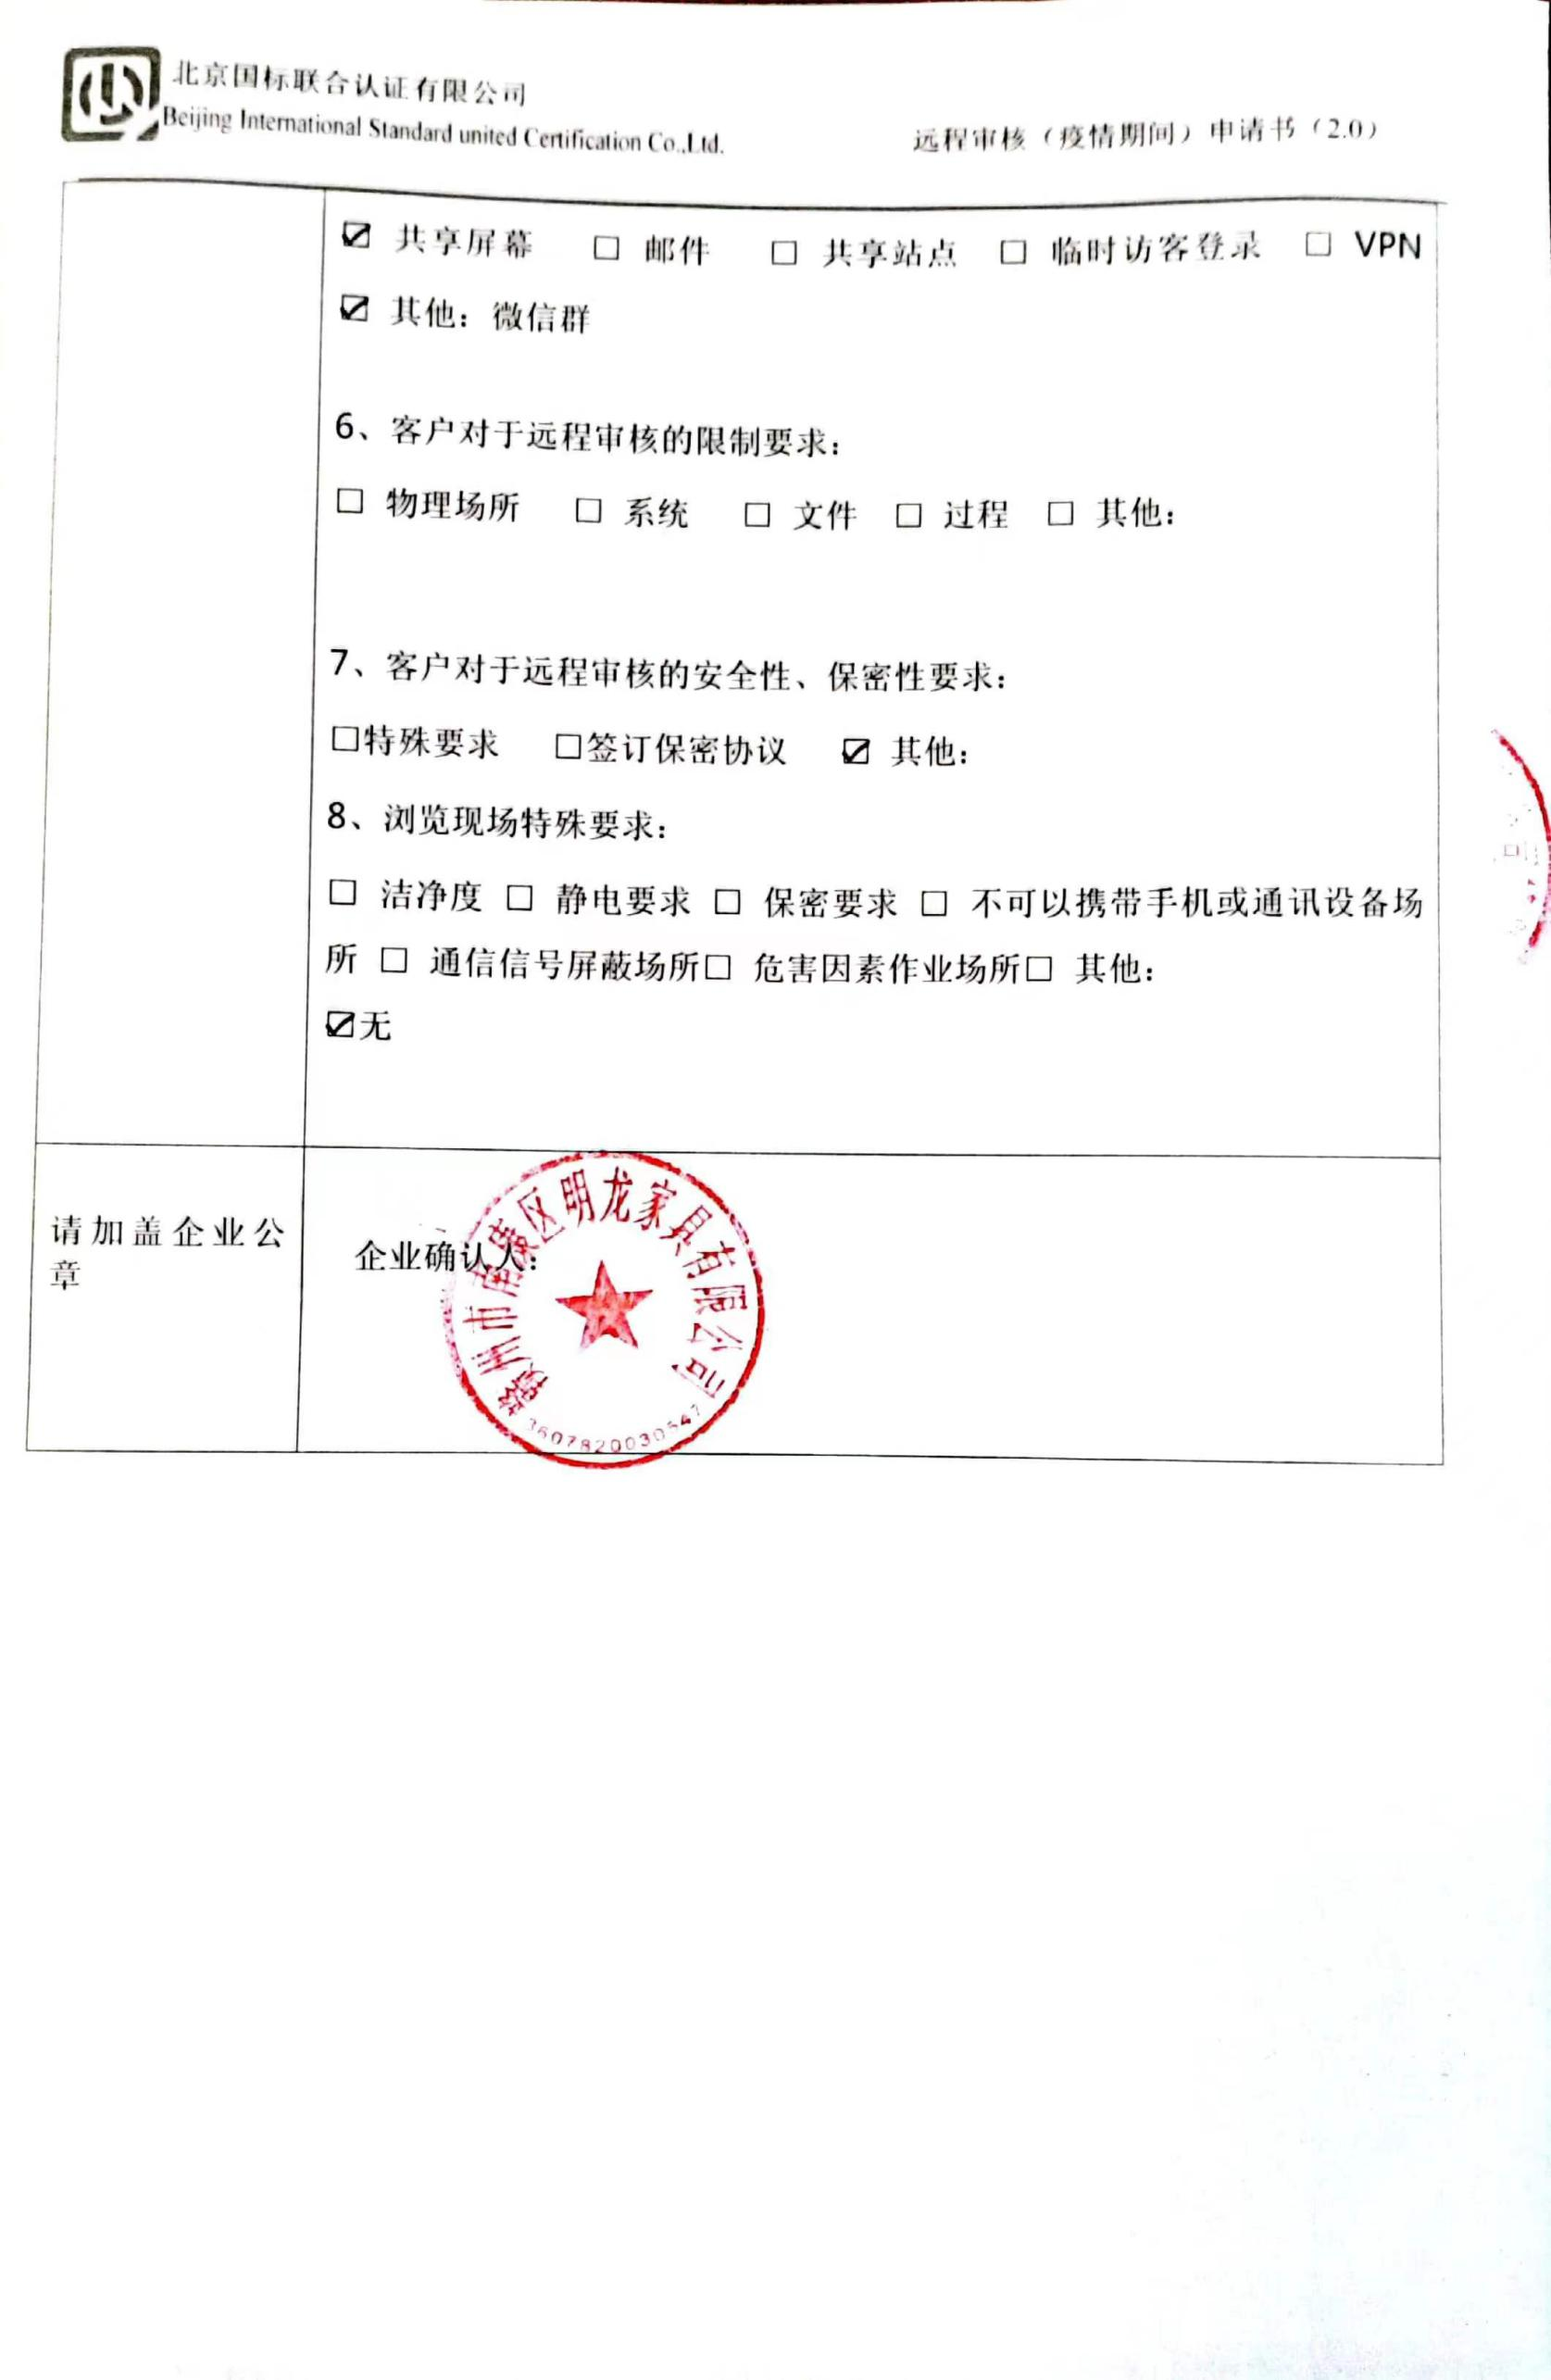 北京国标联合认证有限公司
Beijing International Standard united Certification Co.,Ltd.
远程审核（疫情期间）申请书（2.0）
☑ 共享屏幕 □ 邮件 □ 共享站点 □ 临时访客登录 □ VPN
☑ 其他：微信群
6、客户对于远程审核的限制要求：
□ 物理场所 □ 系统 □ 文件 □ 过程 □ 其他：
7、客户对于远程审核的安全性、保密性要求：
□特殊要求 □签订保密协议 ☑ 其他：
8、浏览现场特殊要求：
□ 洁净度 □ 静电要求 □ 保密要求 □ 不可以携带手机或通讯设备场
所 □ 通信信号屏蔽场所□ 危害因素作业场所□ 其他：
☑无
请加盖企业公
章
企业确认人：
赣州市南康区明龙家具有限公司
3607820030547